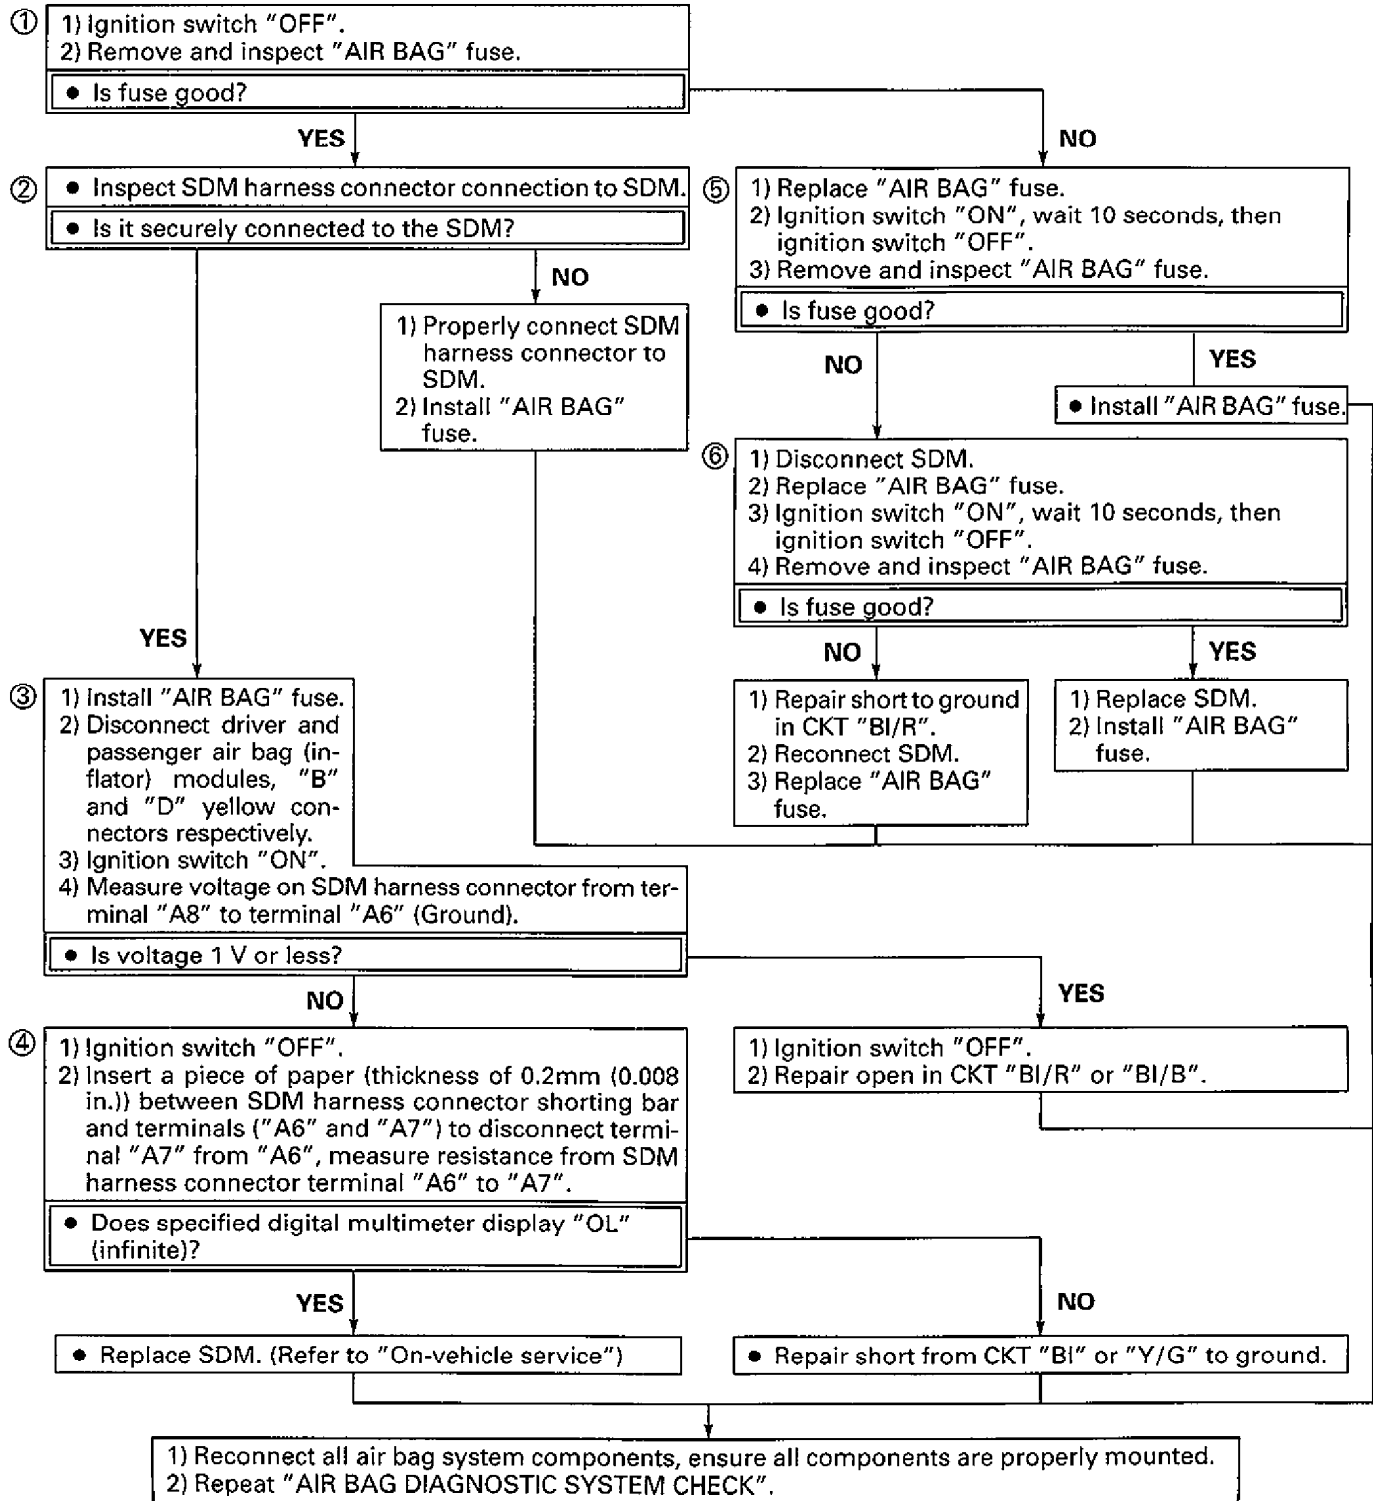 ① 1) Ignition switch "OFF".
2) Remove and inspect "AIR BAG" fuse.
● Is fuse good?
YES
NO
② ● Inspect SDM harness connector connection to SDM.
● Is it securely connected to the SDM?
NO
1) Properly connect SDM
harness connector to
SDM.
2) Install "AIR BAG"
fuse.
⑤ 1) Replace "AIR BAG" fuse.
2) Ignition switch "ON", wait 10 seconds, then
ignition switch "OFF".
3) Remove and inspect "AIR BAG" fuse.
● Is fuse good?
NO
YES
● Install "AIR BAG" fuse.
⑥ 1) Disconnect SDM.
2) Replace "AIR BAG" fuse.
3) Ignition switch "ON", wait 10 seconds, then
ignition switch "OFF".
4) Remove and inspect "AIR BAG" fuse.
● Is fuse good?
NO
YES
1) Repair short to ground
in CKT "Bl/R".
2) Reconnect SDM.
3) Replace "AIR BAG"
fuse.
1) Replace SDM.
2) Install "AIR BAG"
fuse.
YES
③ 1) Install "AIR BAG" fuse.
2) Disconnect driver and
passenger air bag (in-
flator) modules, "B"
and "D" yellow con-
nectors respectively.
3) Ignition switch "ON".
4) Measure voltage on SDM harness connector from ter-
minal "A8" to terminal "A6" (Ground).
● Is voltage 1 V or less?
NO
YES
1) Ignition switch "OFF".
2) Repair open in CKT "Bl/R" or "Bl/B".
④ 1) Ignition switch "OFF".
2) Insert a piece of paper (thickness of 0.2mm (0.008
in.)) between SDM harness connector shorting bar
and terminals ("A6" and "A7") to disconnect termi-
nal "A7" from "A6", measure resistance from SDM
harness connector terminal "A6" to "A7".
● Does specified digital multimeter display "OL"
(infinite)?
YES
NO
● Replace SDM. (Refer to "On-vehicle service")
● Repair short from CKT "Bl" or "Y/G" to ground.
1) Reconnect all air bag system components, ensure all components are properly mounted.
2) Repeat "AIR BAG DIAGNOSTIC SYSTEM CHECK".